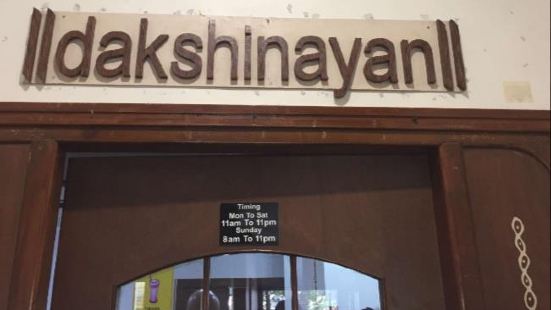 ||dakshinayan||
Timing
Mon To Sat
11am To 11pm
Sunday
8am To 11pm